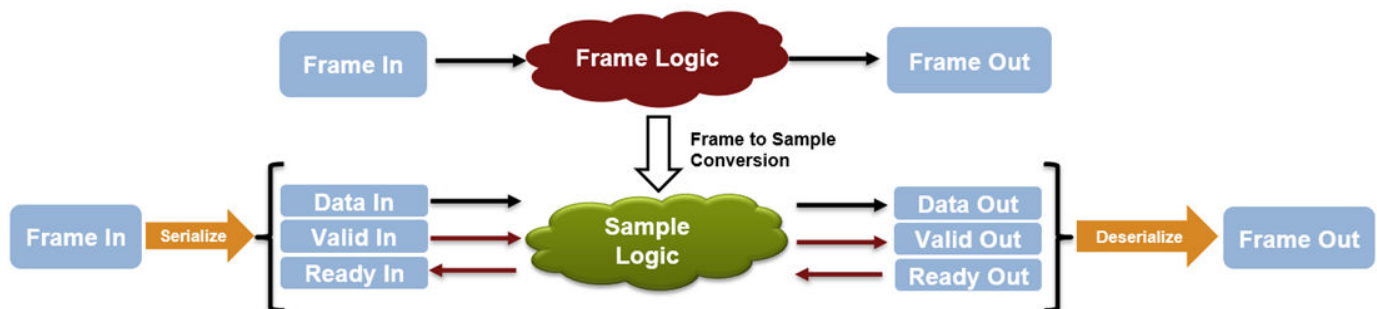 Frame In
Frame Logic
Frame Out
Frame to Sample
Conversion
Frame In
Serialize
Data In
Valid In
Ready In
Sample
Logic
Data Out
Valid Out
Ready Out
Deserialize
Frame Out